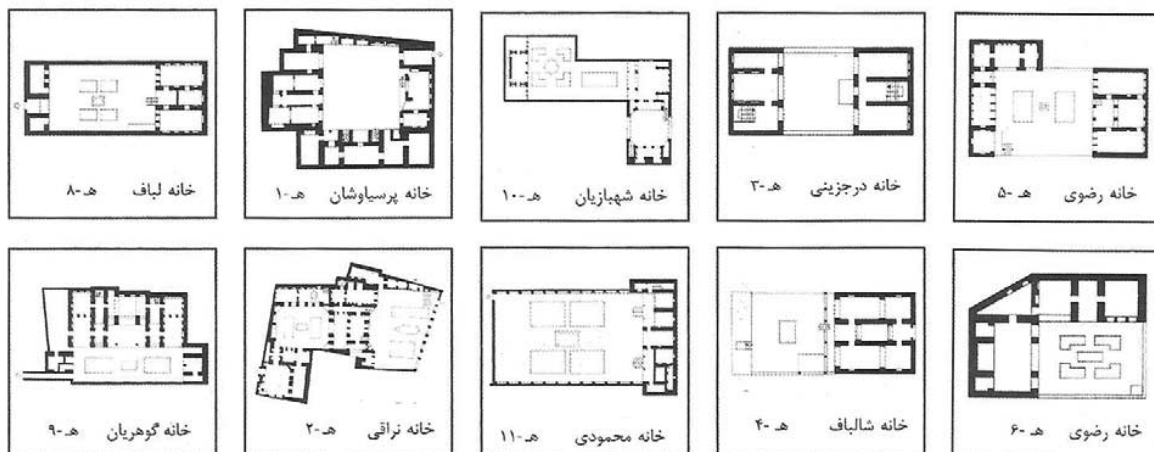 خانه رضوی هـ -۵
خانه درجزینی هـ-۳
خانه شهبازیان هـ-۱۰
خانه پرسیاوشان هـ-۱
خانه لباف هـ-۸
خانه رضوی هـ -۶
خانه شالباف هـ-۴
خانه محمودی هـ-۱۱
خانه نراقی هـ-۲
خانه گوهریان هـ-۹